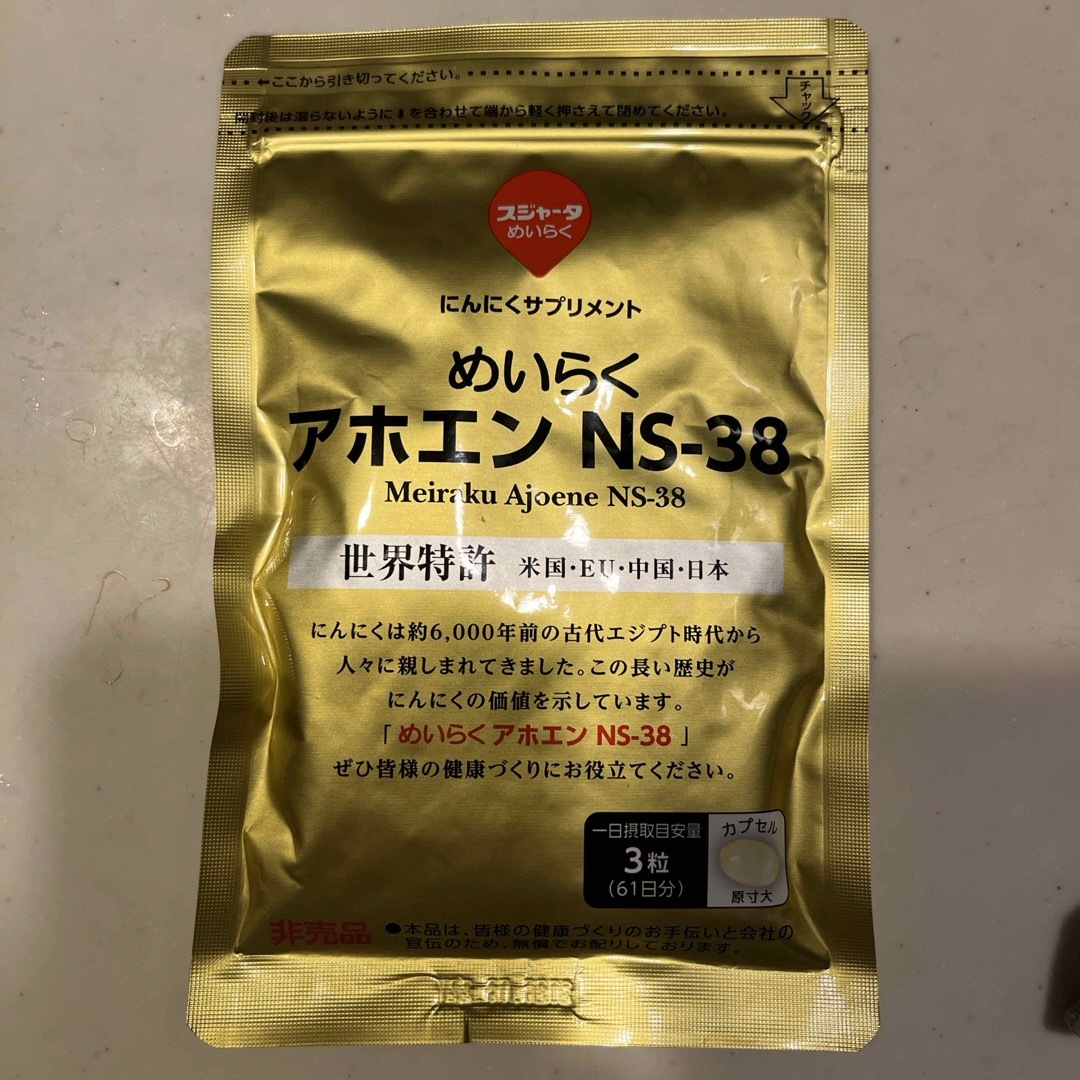 ←ここから引き切ってください。
開封後は湿らないように⬇を合わせて端から軽く押さえて閉めてください。
チャック
スジャータ
めいらく
にんにくサプリメント
めいらく
アホエン NS-38
Meiraku Ajoene NS-38
世界特許 米国・EU・中国・日本
にんにくは約6,000年前の古代エジプト時代から
人々に親しまれてきました。この長い歴史が
にんにくの価値を示しています。
「めいらくアホエン NS-38」
ぜひ皆様の健康づくりにお役立てください。
一日摂取目安量
3粒
(61日分)
カプセル
原寸大
非売品 ●本品は、皆様の健康づくりのお手伝いと会社の
宣伝のため、無償でお配りしております。